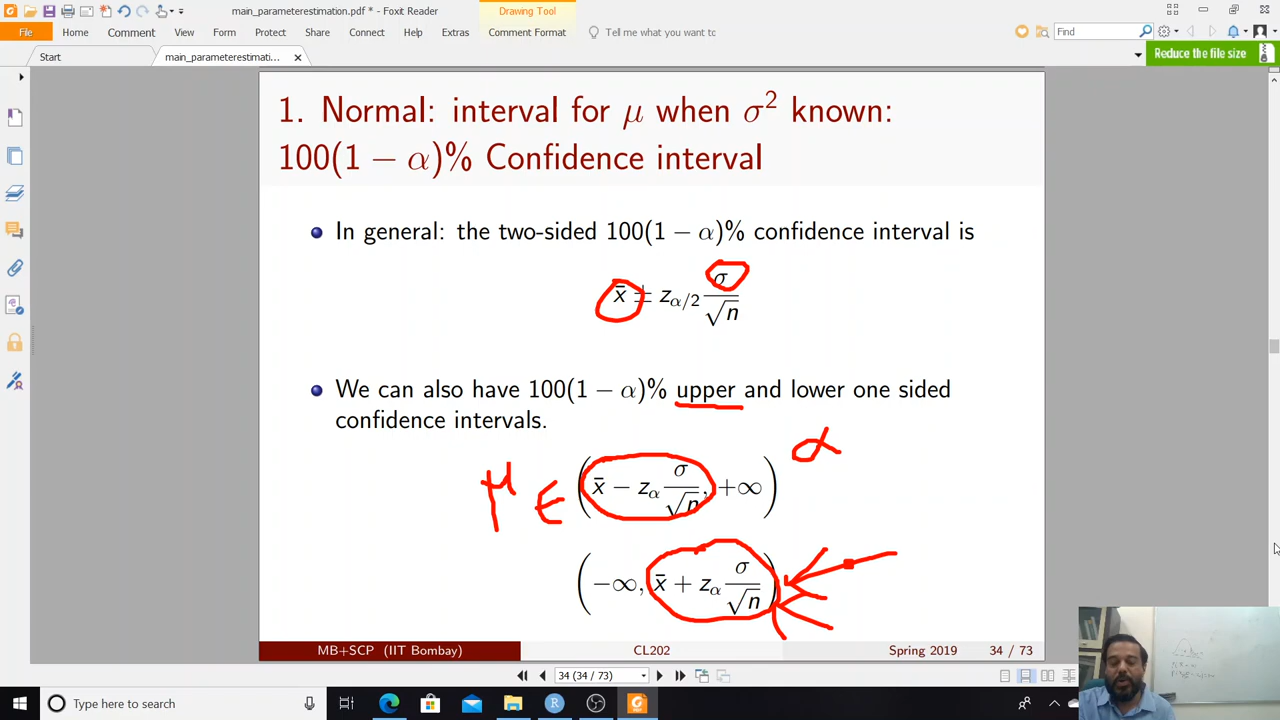 main_parameterestimation.pdf * - Foxit Reader
Drawing Tool
File Home Comment View Form Protect Share Connect Help Extras Comment Format Tell me what you want to Find
Start main_parameterestimati... Reduce the file size
1. Normal: interval for μ when σ² known:
100(1 − α)% Confidence interval
In general: the two-sided 100(1 − α)% confidence interval is
x̄ ± z_{α/2} σ/√n
We can also have 100(1 − α)% upper and lower one sided
confidence intervals.
α
μ ∈ (x̄ − z_α σ/√n, +∞)
(−∞, x̄ + z_α σ/√n)
MB+SCP (IIT Bombay) CL202 Spring 2019 34 / 73
34 (34 / 73)
Type here to search